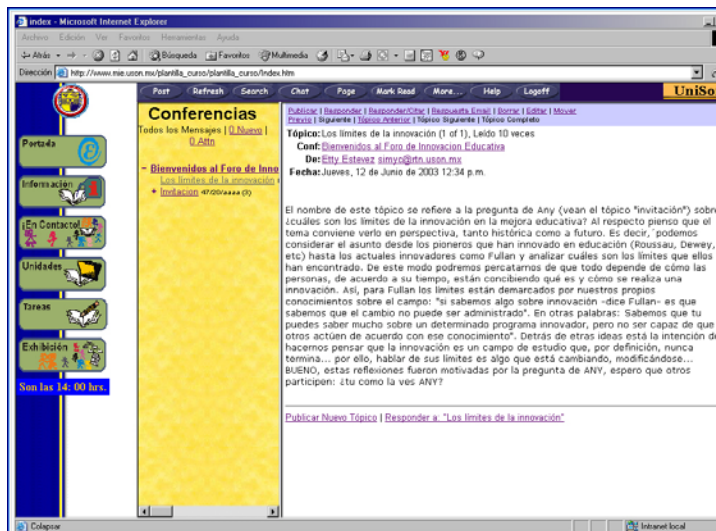 index - Microsoft Internet Explorer
Archivo Edición Ver Favoritos Herramientas Ayuda
Atrás Búsqueda Favoritos Multimedia
Dirección http://www.mie.uson.mx/plantilla_curso/plantilla_curso/Index.htm
Post Refresh Search Chat Page Mark Read More... Help Logoff UniSo
Portada
Información
¡En Contacto!
Unidades
Tareas
Exhibición
Son las 14: 00 hrs.
Conferencias
Todos los Mensajes | 0 Nuevo |
0 Attn
- Bienvenidos al Foro de Inno
Los límites de la innovación
+ Invitacion 47/20/aaaa (3)
Publicar | Responder | Responder/Citar | Respuesta Email | Borrar | Editar | Mover
Previo | Siguiente | Tópico Anterior | Tópico Siguiente | Tópico Completo
Tópico: Los límites de la innovación (1 of 1), Leído 10 veces
Conf: Bienvenidos al Foro de Innovacion Educativa
De: Etty Estevez simyc@rtn.uson.mx
Fecha: Jueves, 12 de Junio de 2003 12:34 p.m.
El nombre de este tópico se refiere a la pregunta de Any (vean el tópico "invitación") sobre
¿cuáles son los límites de la innovación en la mejora educativa? Al respecto pienso que el
tema conviene verlo en perspectiva, tanto histórica como a futuro. Es decir,´podemos
considerar el asunto desde los pioneros que han innovado en educación (Roussau, Dewey,
etc) hasta los actuales innovadores como Fullan y analizar cuáles son los límites que ellos
han encontrado. De este modo podremos percatarnos de que todo depende de cómo las
personas, de acuerdo a su tiempo, están concibiendo qué es y cómo se realiza una
innovación. Así, para Fullan los límites están demarcados por nuestros propios
conocimientos sobre el campo: "si sabemos algo sobre innovación -dice Fullan- es que
sabemos que el cambio no puede ser administrado". En otras palabras: Sabemos que tu
puedes saber mucho sobre un determinado programa innovador, pero no ser capaz de que
otros actúen de acuerdo con ese conocimiento". Detrás de etras ideas está la intención de
hacernos pensar que la innovación es un campo de estudio que, por definición, nunca
termina... por ello, hablar de sus límites es algo que está cambiando, modificándose...
BUENO, estas reflexiones fueron motivadas por la pregunta de ANY, espero que otros
participen: ¿tu como la ves ANY?
Publicar Nuevo Tópico | Responder a: "Los límites de la innovación"
Colapsar Intranet local